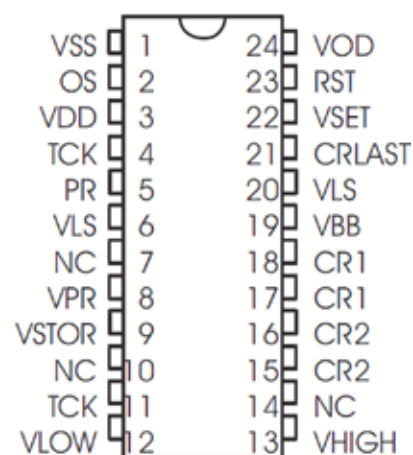 VSS 1 24 VOD
OS 2 23 RST
VDD 3 22 VSET
TCK 4 21 CRLAST
PR 5 20 VLS
VLS 6 19 VBB
NC 7 18 CR1
VPR 8 17 CR1
VSTOR 9 16 CR2
NC 10 15 CR2
TCK 11 14 NC
VLOW 12 13 VHIGH